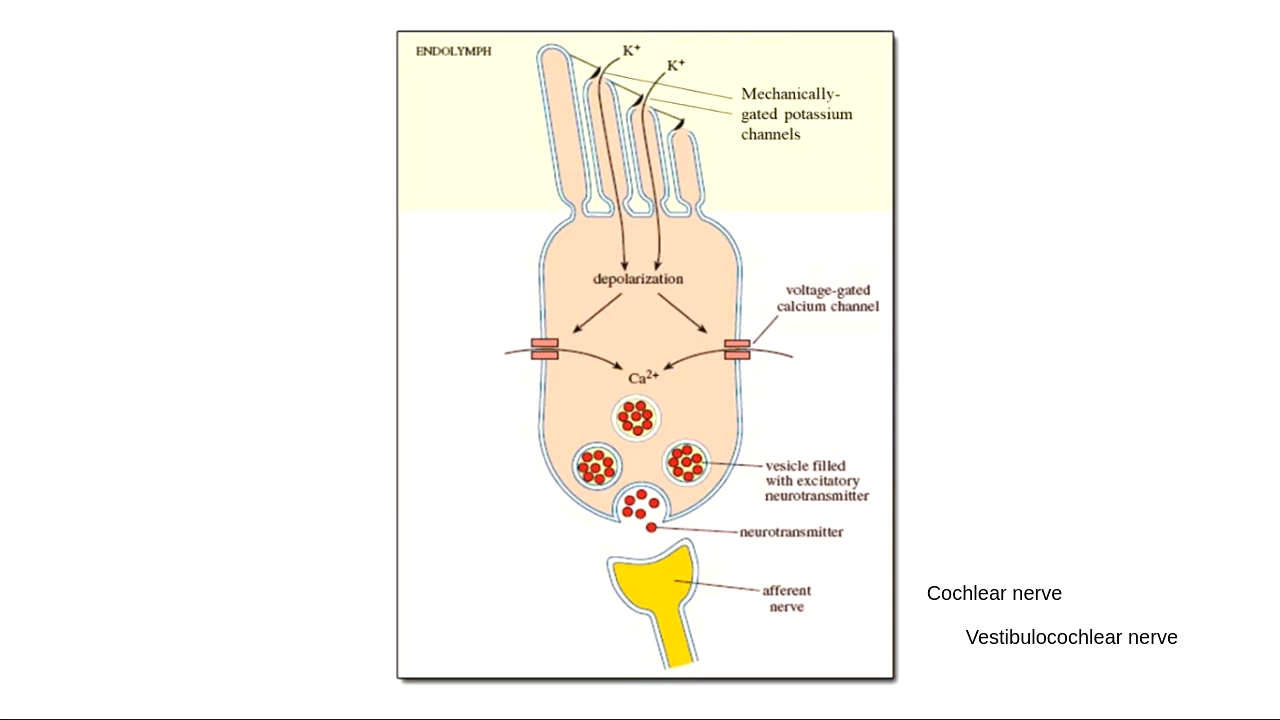 ENDOLYMPH
K+
K+
Mechanically-
gated potassium
channels
depolarization
voltage-gated
calcium channel
Ca2+
vesicle filled
with excitatory
neurotransmitter
neurotransmitter
afferent
nerve
Cochlear nerve
Vestibulocochlear nerve